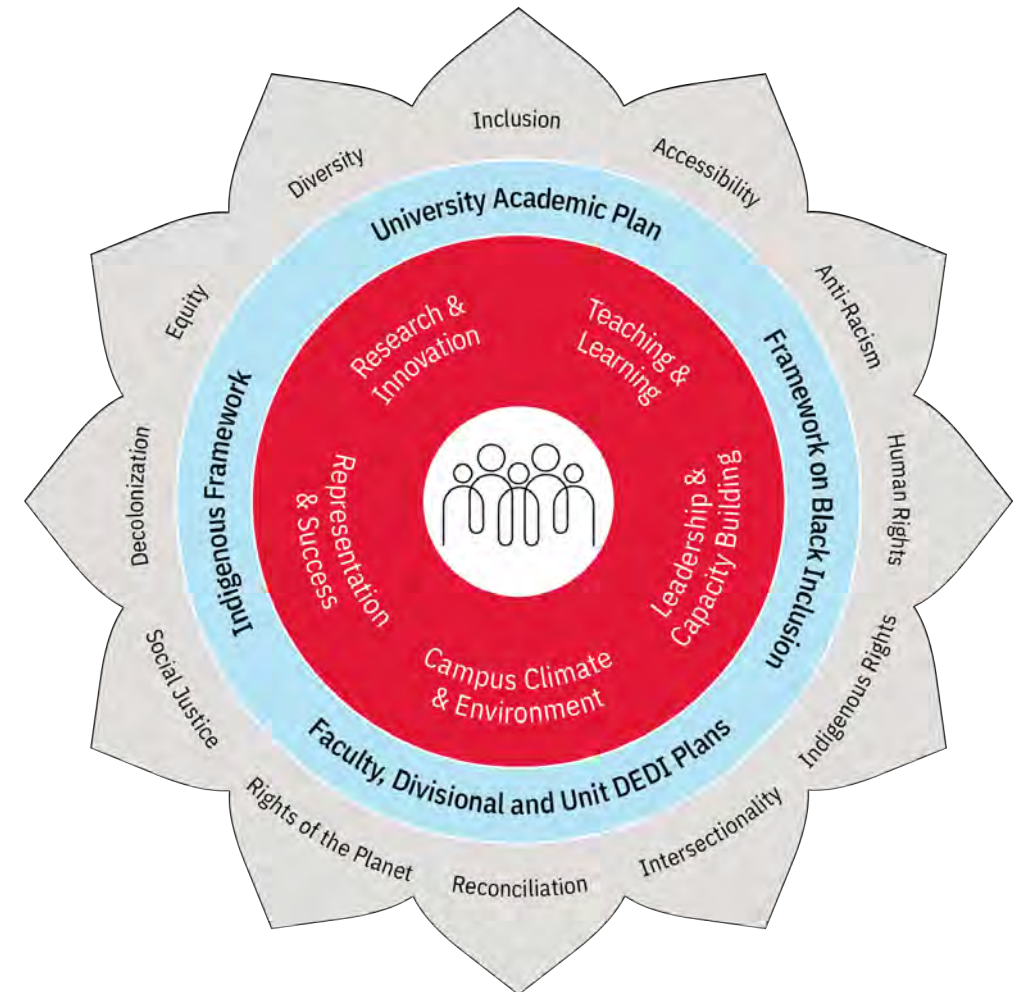 Inclusion
Accessibility
Anti-Racism
Human Rights
Indigenous Rights
Intersectionality
Reconciliation
Rights of the Planet
Social Justice
Decolonization
Equity
Diversity
University Academic Plan
Framework on Black Inclusion
Faculty, Divisional and Unit DEDI Plans
Indigenous Framework
Research &
Innovation
Teaching &
Learning
Leadership &
Capacity Building
Campus Climate
& Environment
Representation
& Success